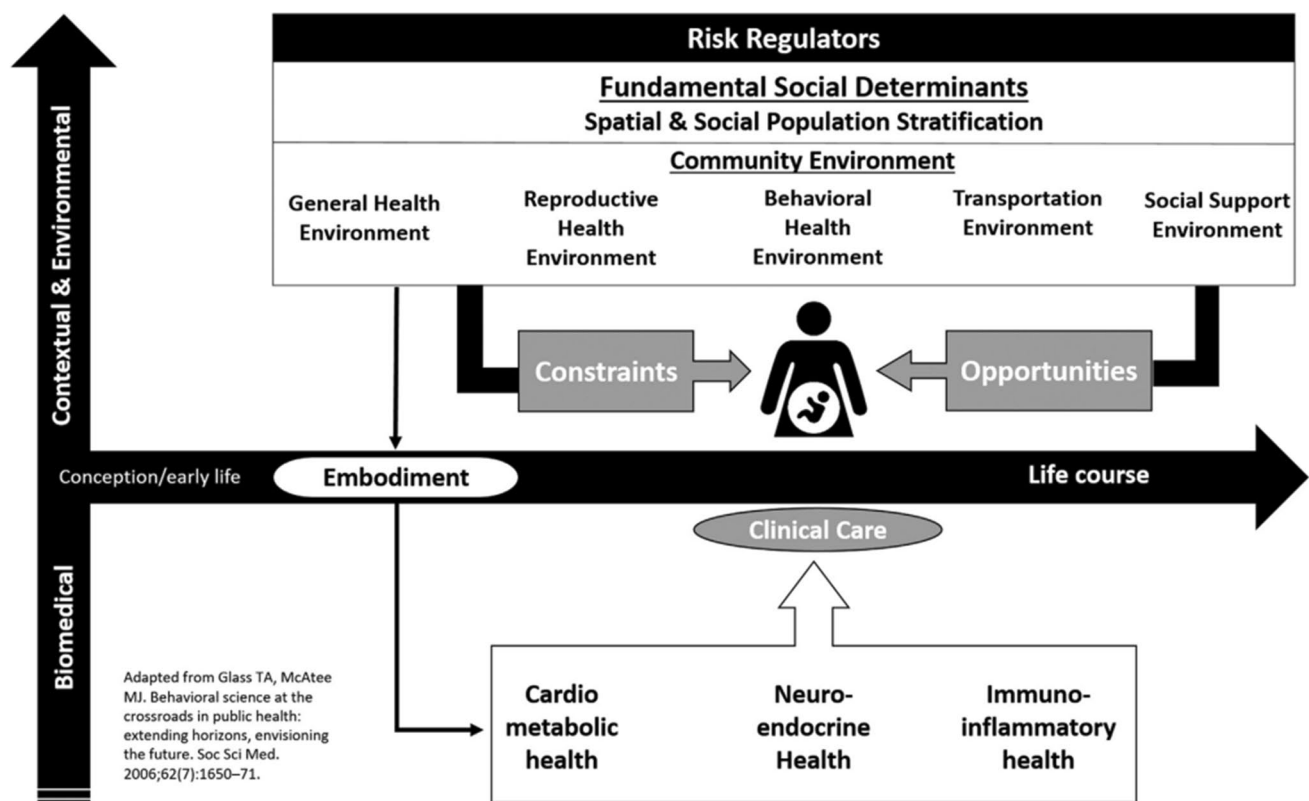 Risk Regulators
Fundamental Social Determinants
Spatial & Social Population Stratification
Community Environment
General Health
Environment
Reproductive
Health
Environment
Behavioral
Health
Environment
Transportation
Environment
Social Support
Environment
Contextual & Environmental
Constraints
Opportunities
Conception/early life
Embodiment
Life course
Clinical Care
Biomedical
Adapted from Glass TA, McAtee
MJ. Behavioral science at the
crossroads in public health:
extending horizons, envisioning
the future. Soc Sci Med.
2006;62(7):1650–71.
Cardio
metabolic
health
Neuro-
endocrine
Health
Immuno-
inflammatory
health